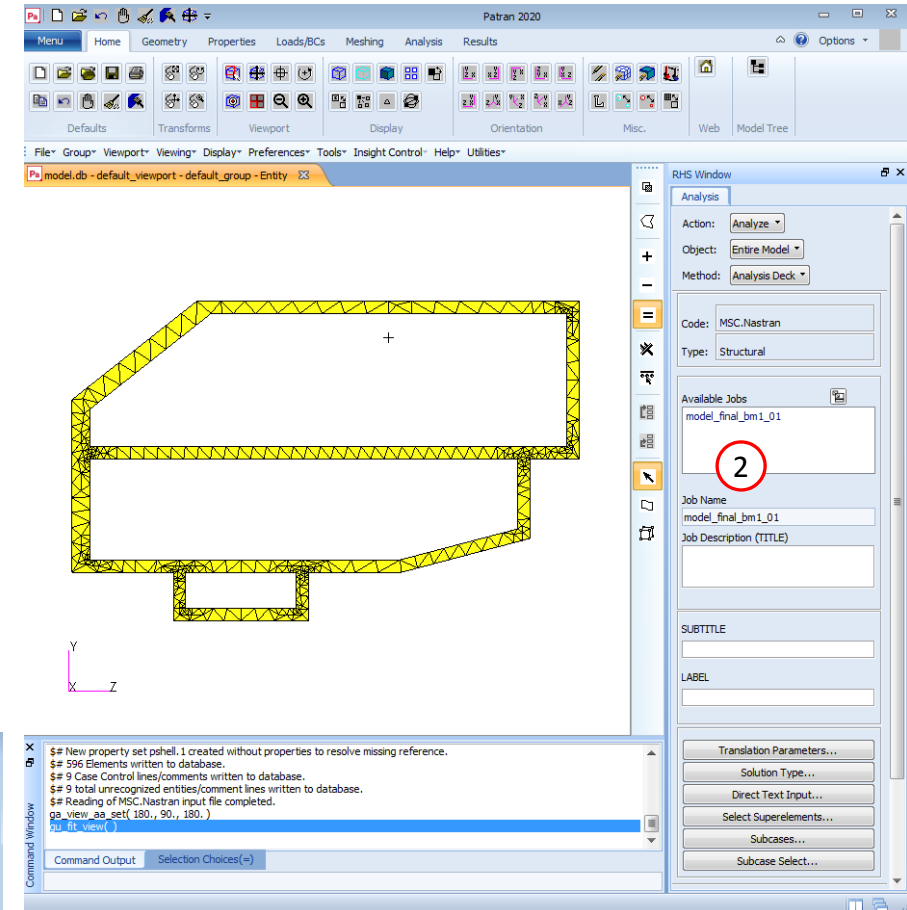 Pa Patran 2020
Menu Home Geometry Properties Loads/BCs Meshing Analysis Results Options
Defaults Transforms Viewport Display Orientation Misc. Web Model Tree
File Group Viewport Viewing Display Preferences Tools Insight Control Help Utilities
Pa model.db - default_viewport - default_group - Entity
RHS Window
Analysis
Action: Analyze
Object: Entire Model
Method: Analysis Deck
Code: MSC.Nastran
Type: Structural
Available Jobs
model_final_bm1_01
2
Job Name
model_final_bm1_01
Job Description (TITLE)
SUBTITLE
LABEL
Translation Parameters...
Solution Type...
Direct Text Input...
Select Superelements...
Subcases...
Subcase Select...
Y
X Z
Command Window
$# New property set pshell.1 created without properties to resolve missing reference.
$# 596 Elements written to database.
$# 9 Case Control lines/comments written to database.
$# 9 total unrecognized entities/comment lines written to database.
$# Reading of MSC.Nastran input file completed.
ga_view_aa_set( 180., 90., 180. )
gu_fit_view( )
Command Output Selection Choices(=)